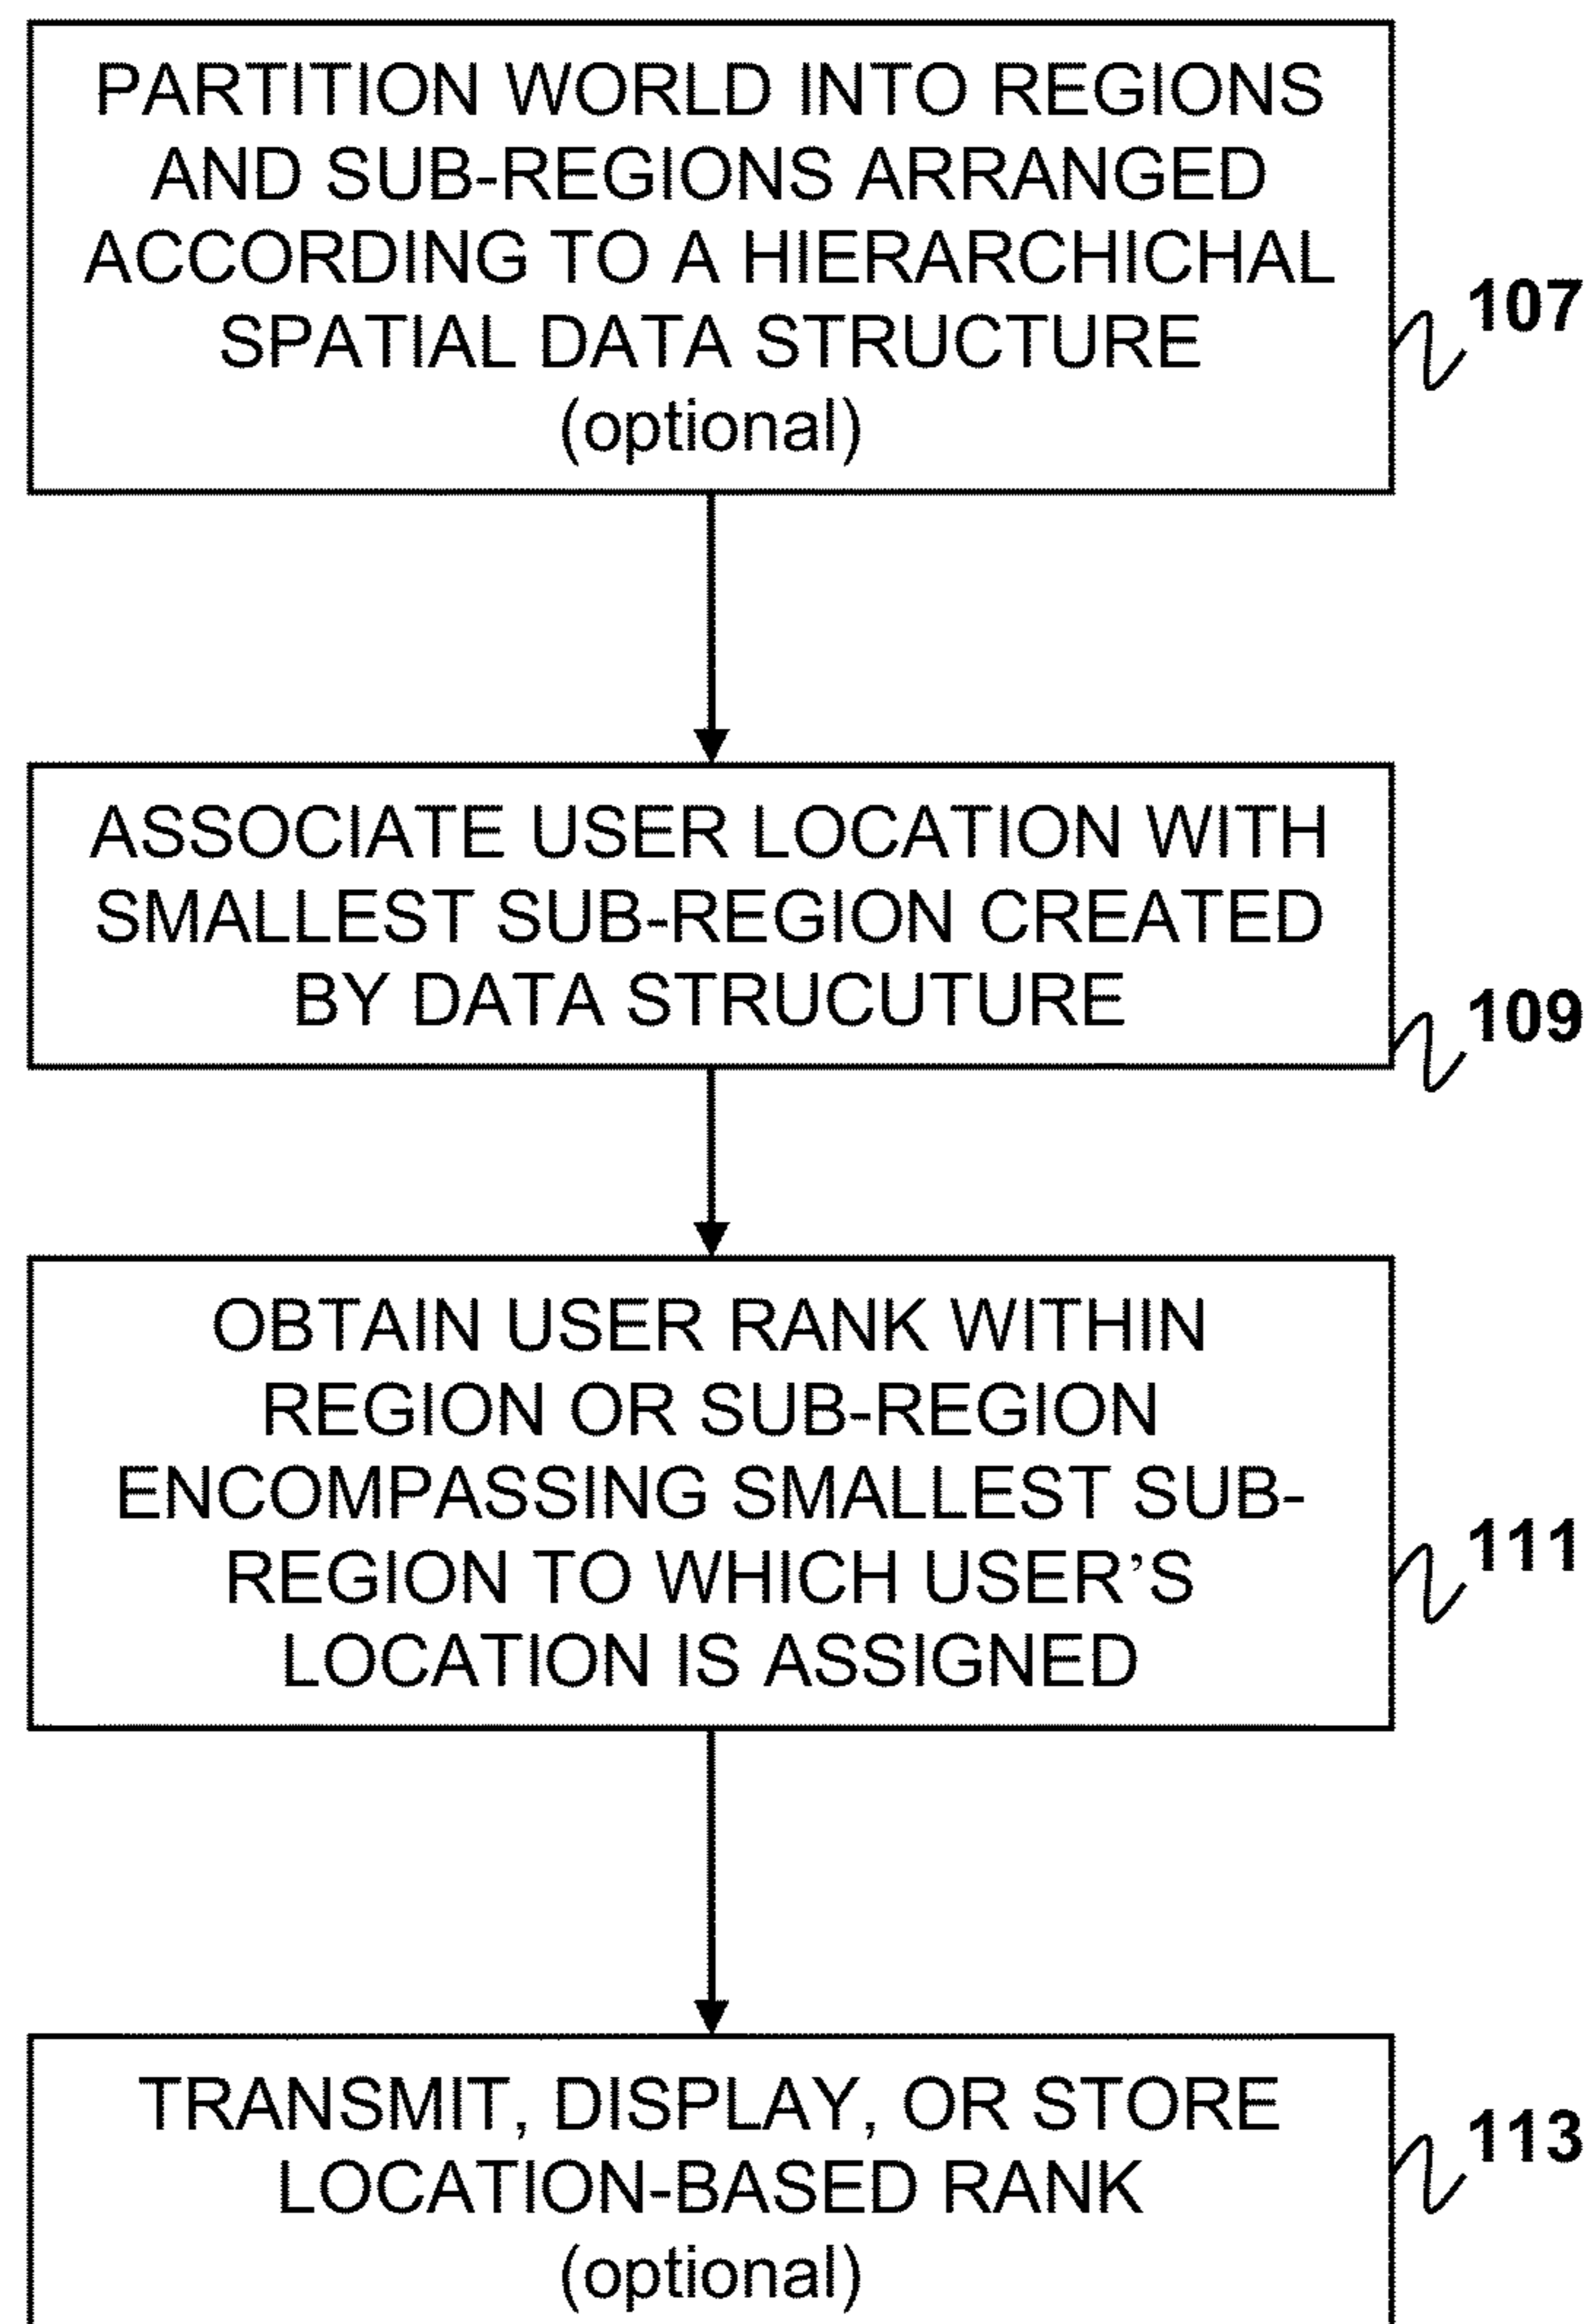 PARTITION WORLD INTO REGIONS
AND SUB-REGIONS ARRANGED
ACCORDING TO A HIERARCHICHAL
SPATIAL DATA STRUCTURE
(optional)
107
ASSOCIATE USER LOCATION WITH
SMALLEST SUB-REGION CREATED
BY DATA STRUCUTURE
109
OBTAIN USER RANK WITHIN
REGION OR SUB-REGION
ENCOMPASSING SMALLEST SUB-
REGION TO WHICH USER’S
LOCATION IS ASSIGNED
111
TRANSMIT, DISPLAY, OR STORE
LOCATION-BASED RANK
(optional)
113